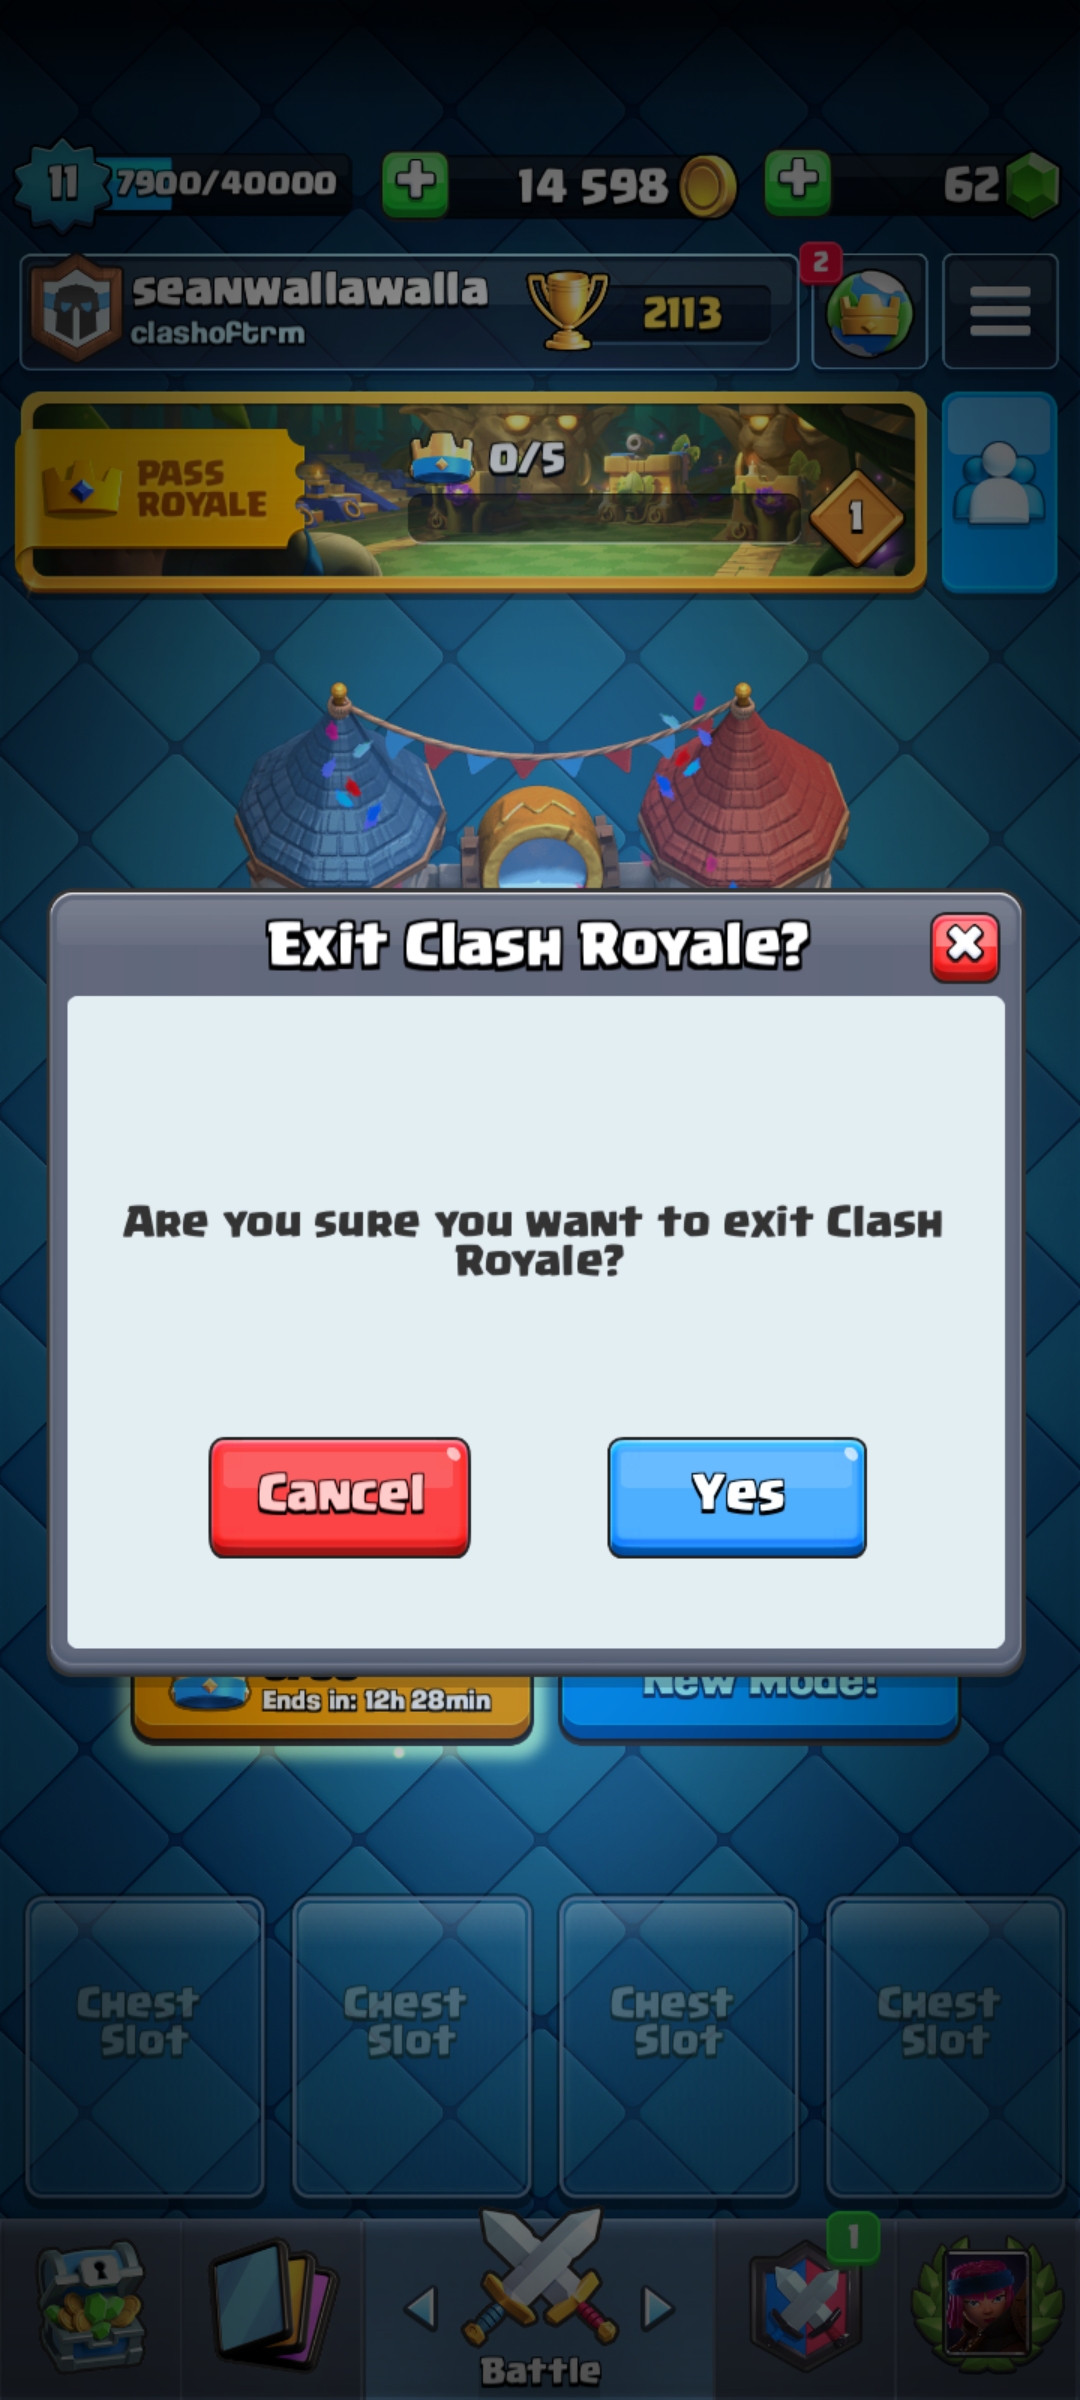 11
7900/40000
14 598
62
seanwallawalla
clashoftrm
2113
2
PASS
ROYALE
0/5
1
Exit Clash Royale?
Are you sure you want to exit Clash
Royale?
Cancel
Yes
Ends in: 12h 28min
New Mode!
Chest
Slot
Chest
Slot
Chest
Slot
Chest
Slot
1
Battle